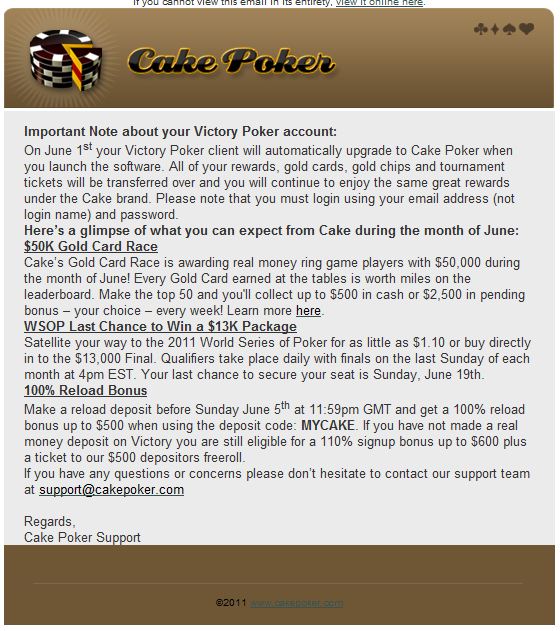 If you cannot view this email in its entirety, view it online here.
Cake Poker
Important Note about your Victory Poker account:
On June 1st your Victory Poker client will automatically upgrade to Cake Poker when
you launch the software. All of your rewards, gold cards, gold chips and tournament
tickets will be transferred over and you will continue to enjoy the same great rewards
under the Cake brand. Please note that you must login using your email address (not
login name) and password.
Here's a glimpse of what you can expect from Cake during the month of June:
$50K Gold Card Race
Cake's Gold Card Race is awarding real money ring game players with $50,000 during
the month of June! Every Gold Card earned at the tables is worth miles on the
leaderboard. Make the top 50 and you'll collect up to $500 in cash or $2,500 in pending
bonus – your choice – every week! Learn more here.
WSOP Last Chance to Win a $13K Package
Satellite your way to the 2011 World Series of Poker for as little as $1.10 or buy directly
in to the $13,000 Final. Qualifiers take place daily with finals on the last Sunday of each
month at 4pm EST. Your last chance to secure your seat is Sunday, June 19th.
100% Reload Bonus
Make a reload deposit before Sunday June 5th at 11:59pm GMT and get a 100% reload
bonus up to $500 when using the deposit code: MYCAKE. If you have not made a real
money deposit on Victory you are still eligible for a 110% signup bonus up to $600 plus
a ticket to our $500 depositors freeroll.
If you have any questions or concerns please don't hesitate to contact our support team
at support@cakepoker.com
Regards,
Cake Poker Support
©2011 www.cakepoker.com